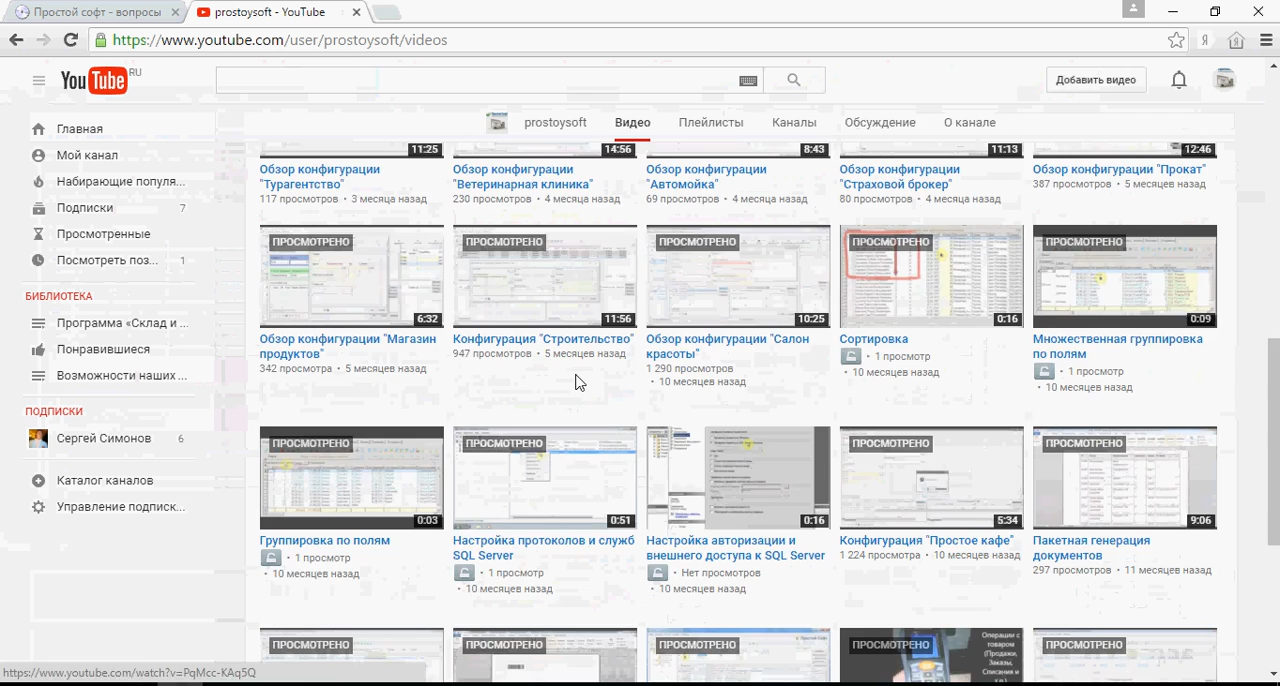 Простой софт - вопросы
prostoysoft - YouTube
https://www.youtube.com/user/prostoysoft/videos
YouTube RU
Добавить видео
prostoysoft Видео Плейлисты Каналы Обсуждение О канале
Главная
Мой канал
Набирающие популя...
Подписки 7
Просмотренные
Посмотреть поз... 1
БИБЛИОТЕКА
Программа «Склад и ...
Понравившиеся
Возможности наших ...
ПОДПИСКИ
Сергей Симонов 6
Каталог каналов
Управление подписк...
11:25
Обзор конфигурации
"Турагентство"
117 просмотров • 3 месяца назад
14:56
Обзор конфигурации
"Ветеринарная клиника"
230 просмотров • 4 месяца назад
8:43
Обзор конфигурации
"Автомойка"
69 просмотров • 4 месяца назад
11:13
Обзор конфигурации
"Страховой брокер"
80 просмотров • 4 месяца назад
12:46
Обзор конфигурации "Прокат"
387 просмотров • 5 месяцев назад
ПРОСМОТРЕНО
6:32
Обзор конфигурации "Магазин
продуктов"
342 просмотра • 5 месяцев назад
ПРОСМОТРЕНО
11:56
Конфигурация "Строительство"
947 просмотров • 5 месяцев назад
ПРОСМОТРЕНО
10:25
Обзор конфигурации "Салон
красоты"
1 290 просмотров
• 10 месяцев назад
ПРОСМОТРЕНО
0:16
Сортировка
• 1 просмотр
• 10 месяцев назад
ПРОСМОТРЕНО
0:09
Множественная группировка
по полям
• 1 просмотр
• 10 месяцев назад
ПРОСМОТРЕНО
0:03
Группировка по полям
• 1 просмотр
• 10 месяцев назад
ПРОСМОТРЕНО
0:51
Настройка протоколов и служб
SQL Server
• 1 просмотр
• 10 месяцев назад
ПРОСМОТРЕНО
0:16
Настройка авторизации и
внешнего доступа к SQL Server
• Нет просмотров
• 10 месяцев назад
ПРОСМОТРЕНО
5:34
Конфигурация "Простое кафе"
1 224 просмотра • 10 месяцев назад
ПРОСМОТРЕНО
9:06
Пакетная генерация
документов
297 просмотров • 11 месяцев назад
ПРОСМОТРЕНО
ПРОСМОТРЕНО
ПРОСМОТРЕНО
ПРОСМОТРЕНО
Операции с
товаром
(Продажи,
Заказы,
Списания и
ПРОСМОТРЕНО
https://www.youtube.com/watch?v=PqMcc-KAq5Q